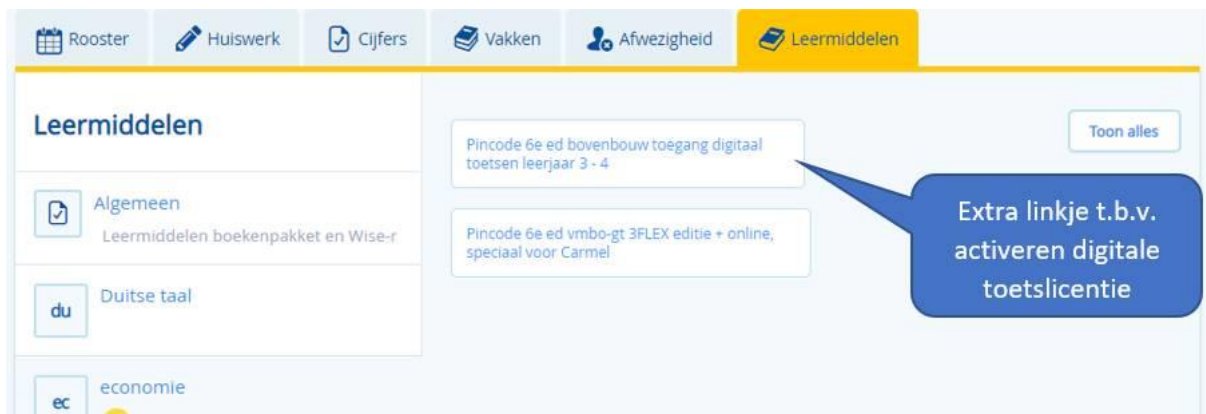 Rooster
Huiswerk
Cijfers
Vakken
Afwezigheid
Leermiddelen
Leermiddelen
Algemeen
Leermiddelen boekenpakket en Wise-r
du
Duitse taal
ec
economie
Pincode 6e ed bovenbouw toegang digitaal
toetsen leerjaar 3 - 4
Pincode 6e ed vmbo-gt 3FLEX editie + online,
speciaal voor Carmel
Toon alles
Extra linkje t.b.v.
activeren digitale
toetslicentie